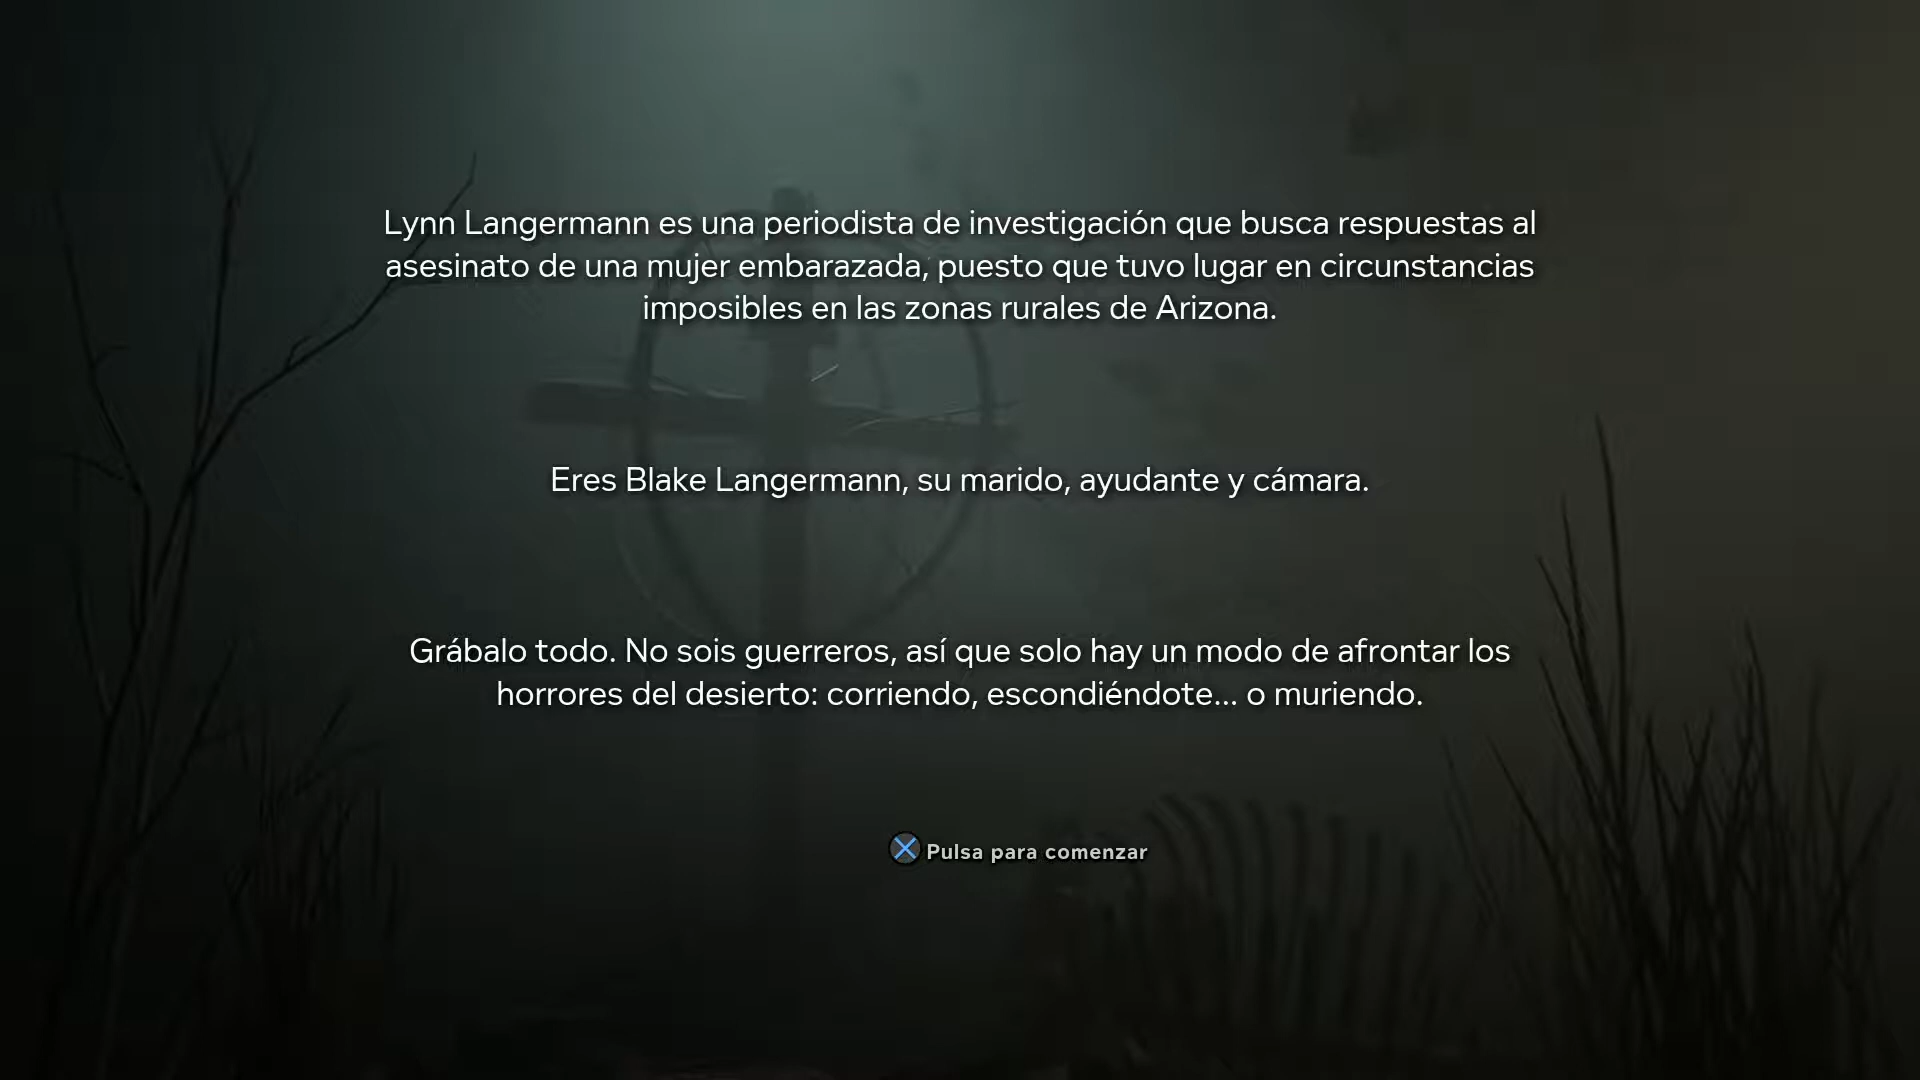 Lynn Langermann es una periodista de investigación que busca respuestas al
asesinato de una mujer embarazada, puesto que tuvo lugar en circunstancias
imposibles en las zonas rurales de Arizona.
Eres Blake Langermann, su marido, ayudante y cámara.
Grábalo todo. No sois guerreros, así que solo hay un modo de afrontar los
horrores del desierto: corriendo, escondiéndote... o muriendo.
Pulsa para comenzar